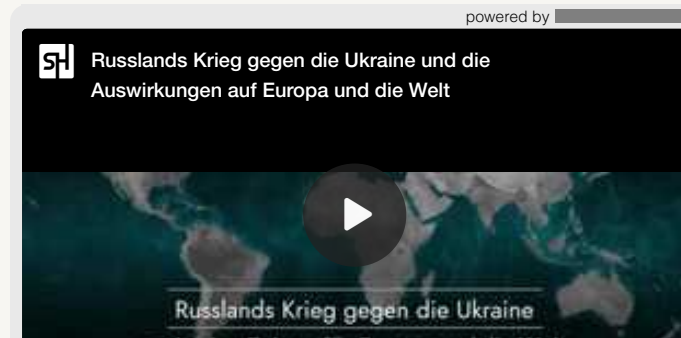 powered by
SH
Russlands Krieg gegen die Ukraine und die
Auswirkungen auf Europa und die Welt
Russlands Krieg gegen die Ukraine